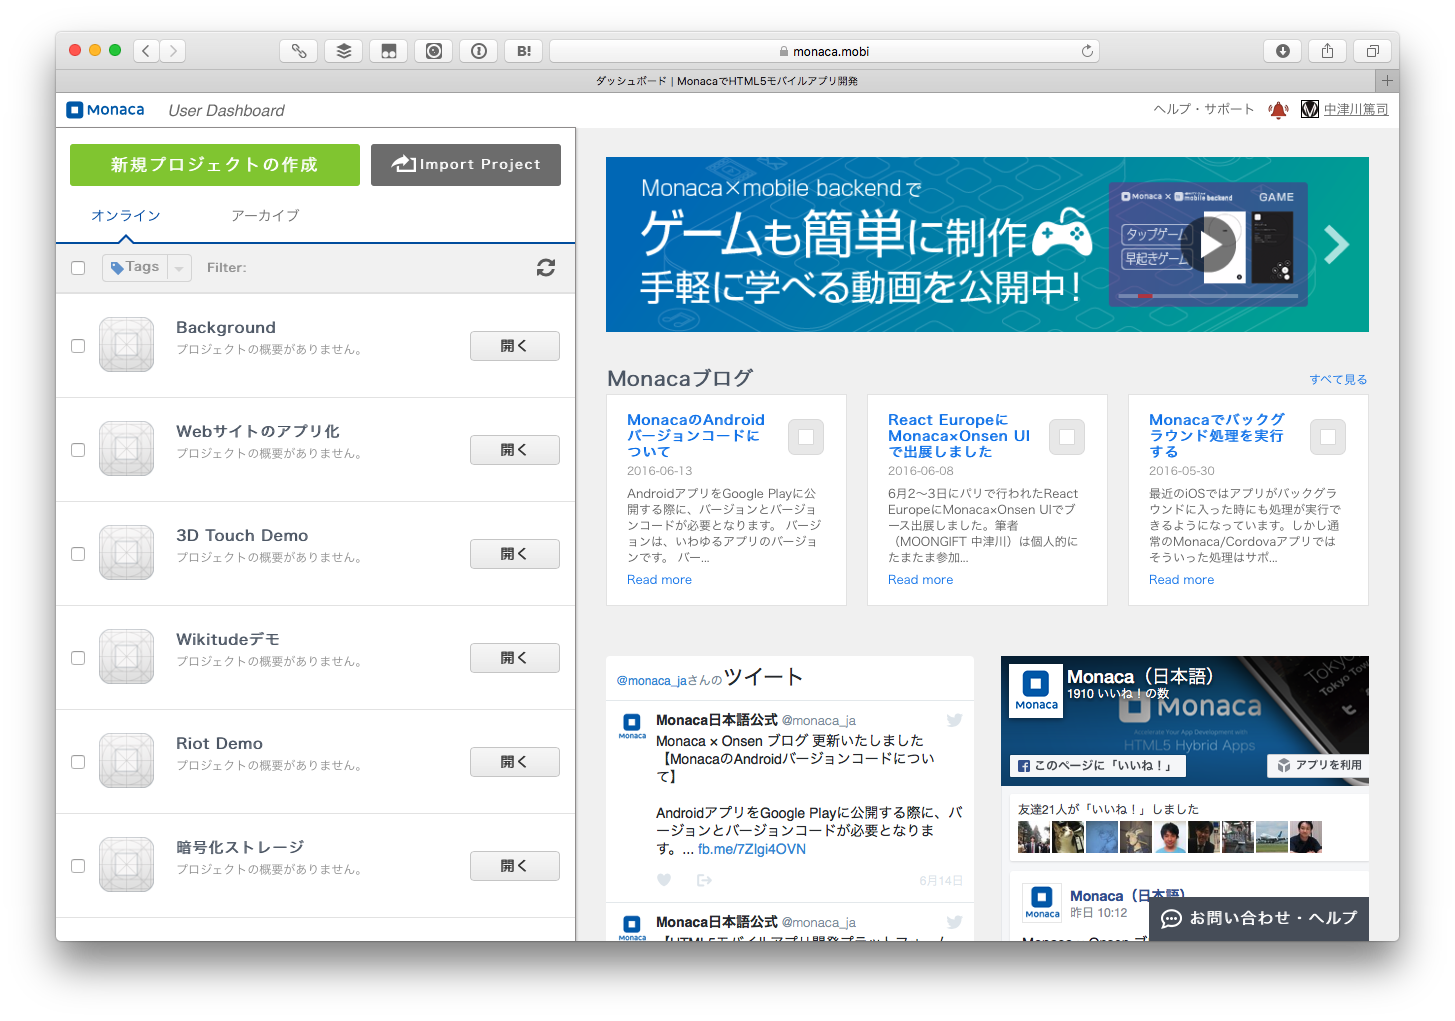 B!
monaca.mobi
ダッシュボード | MonacaでHTML5モバイルアプリ開発
Monaca
User Dashboard
ヘルプ・サポート
中津川篤司
新規プロジェクトの作成
Import Project
オンライン
アーカイブ
Tags
Filter:
Background
プロジェクトの概要がありません。
開く
Webサイトのアプリ化
プロジェクトの概要がありません。
開く
3D Touch Demo
プロジェクトの概要がありません。
開く
Wikitudeデモ
プロジェクトの概要がありません。
開く
Riot Demo
プロジェクトの概要がありません。
開く
暗号化ストレージ
プロジェクトの概要がありません。
開く
Monaca×mobile backendで
ゲームも簡単に制作
手軽に学べる動画を公開中！
Monaca × mobile backend
GAME
タップゲーム
早起きゲーム
Monacaブログ
すべて見る
MonacaのAndroid
バージョンコードに
ついて
2016-06-13
AndroidアプリをGoogle Playに公
開する際に、バージョンとバージョ
ンコードが必要となります。 バージ
ョンは、いわゆるアプリのバージョ
ンです。 バー...
Read more
React Europeに
Monaca×Onsen UI
で出展しました
2016-06-08
6月2〜3日にパリで行われたReact
EuropeにMonaca×Onsen UIでブ
ース出展しました。筆者
（MOONGIFT 中津川）は個人的に
たまたま参加...
Read more
Monacaでバックグ
ラウンド処理を実行
する
2016-05-30
最近のiOSではアプリがバックグラ
ウンドに入った時にも処理が実行で
きるようになっています。しかし通
常のMonaca/Cordovaアプリでは
そういった処理はサポ...
Read more
@monaca_jaさんのツイート
Monaca
Monaca日本語公式 @monaca_ja
Monaca × Onsen ブログ 更新いたしました
【MonacaのAndroidバージョンコードについ
て】
AndroidアプリをGoogle Playに公開する際に、バ
ージョンとバージョンコードが必要となりま
す。... fb.me/7ZIgi4OVN
6月14日
Monaca
Monaca日本語公式 @monaca_ja
【HTML5モバイルアプリ開発プラットフォーム
Monaca
Monaca（日本語）
1910 いいね！の数
Monaca
Accelerate Your App Development with
HTML5 Hybrid Apps
Tokyo
Tokyo Tow
このページに「いいね！」
アプリを利用
友達21人が「いいね！」しました
Monaca
Monaca（日本語）
昨日 10:12
Monaca × Onsen ブ
お問い合わせ・ヘルプ